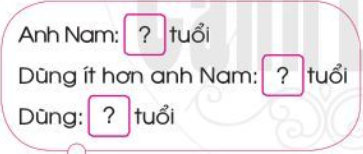 Anh Nam: ? tuổi
Dũng ít hơn anh Nam: ? tuổi
Dũng: ? tuổi